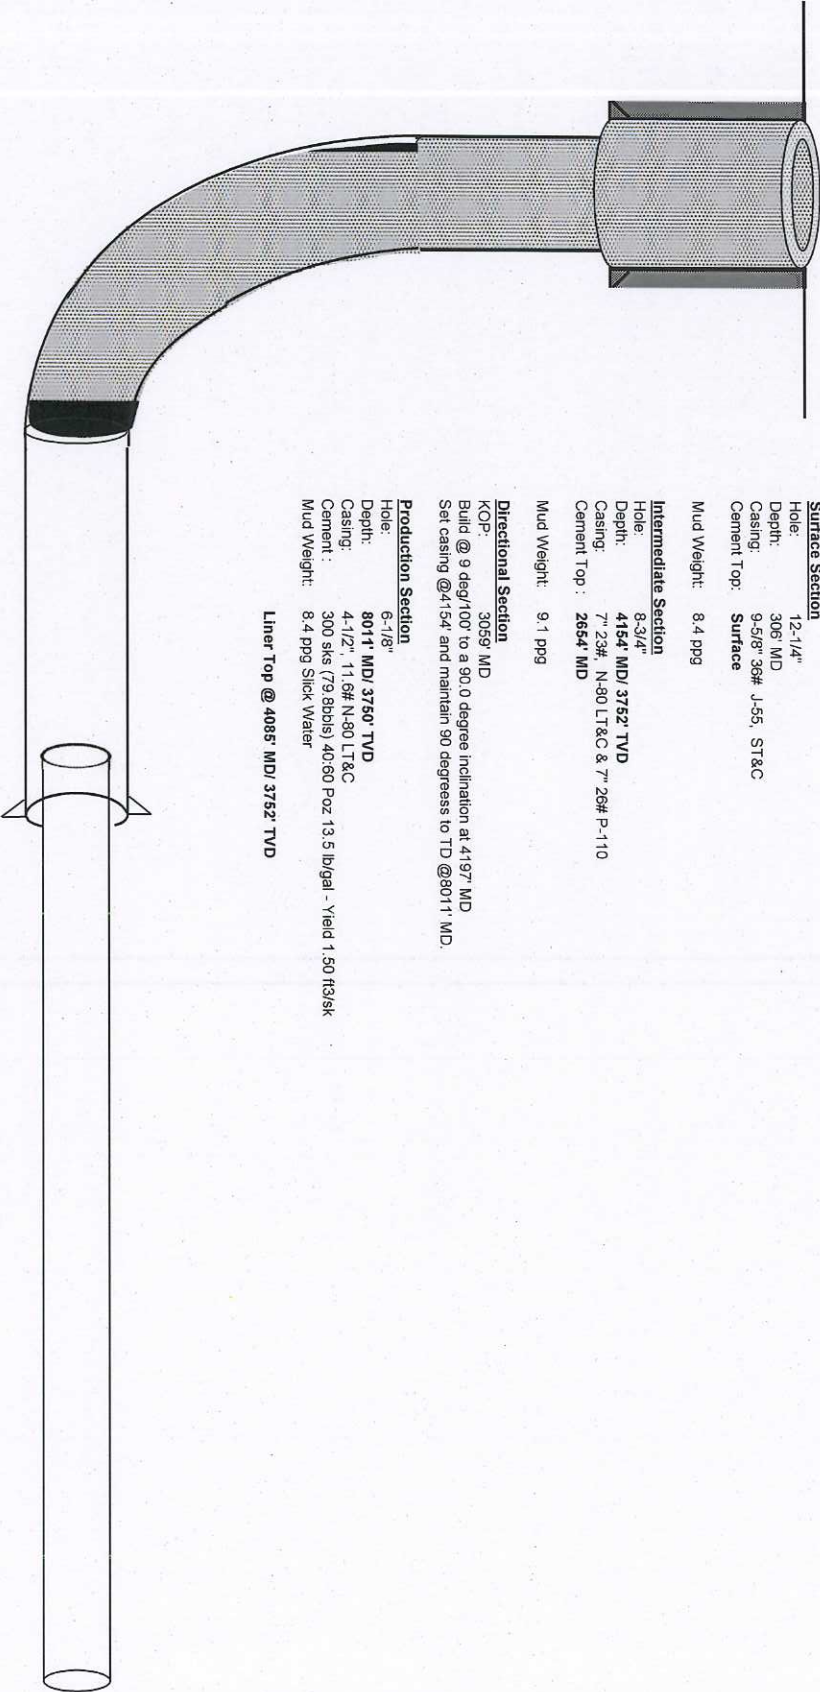 Surface Section
Hole: 12-1/4"
Depth: 306' MD
Casing: 9-5/8" 36# J-55, ST&C
Cement Top: Surface
Mud Weight: 8.4 ppg
Intermediate Section
Hole: 8-3/4"
Depth: 4154' MD/ 3752' TVD
Casing: 7" 23#, N-80 LT&C & 7" 26# P-110
Cement Top : 2654' MD
Mud Weight: 9.1 ppg
Directional Section
KOP: 3059' MD
Build @ 9 deg/100' to a 90.0 degree inclination at 4197' MD
Set casing @4154' and maintain 90 degreess to TD @8011' MD.
Production Section
Hole: 6-1/8"
Depth: 8011' MD/ 3750' TVD
Casing: 4-1/2", 11.6# N-80 LT&C
Cement : 300 sks (79.8bbls) 40:60 Poz 13.5 lb/gal - Yield 1.50 ft3/sk
Mud Weight: 8.4 ppg Slick Water
Liner Top @ 4085' MD/ 3752' TVD